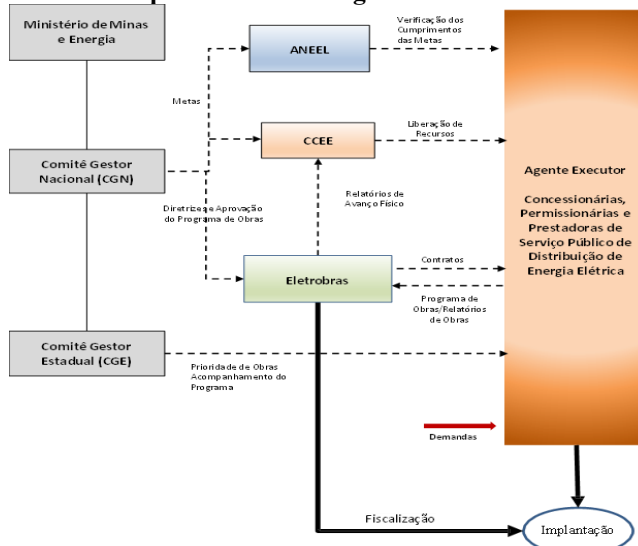 Ministério de Minas
e Energia
ANEEL
Verificação dos
Cumprimentos
das Metas
Metas
CCEE
Liberação de
Recursos
Comitê Gestor
Nacional (CGN)
Diretrizes e Aprovação
do Programa de Obras
Relatórios de
Avanço Físico
Agente Executor
Concessionárias,
Permissionárias e
Prestadoras de
Serviço Público de
Distribuição de
Energia Elétrica
Eletrobras
Contratos
Programa de
Obras/Relatórios
de Obras
Comitê Gestor
Estadual (CGE)
Prioridade de Obras
Acompanhamento do
Programa
Demandas
Fiscalização
Implantação